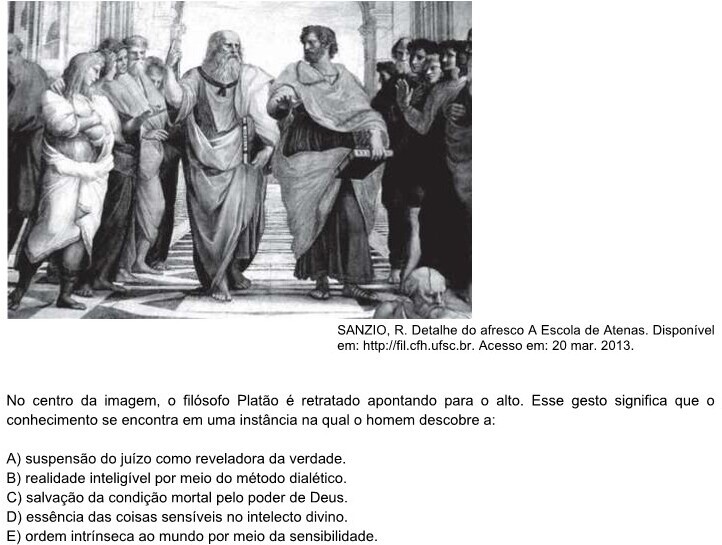 SANZIO, R. Detalhe do afresco A Escola de Atenas. Disponível
em: http://fil.cfh.ufsc.br. Acesso em: 20 mar. 2013.
No centro da imagem, o filósofo Platão é retratado apontando para o alto. Esse gesto significa que o
conhecimento se encontra em uma instância na qual o homem descobre a:
A) suspensão do juízo como reveladora da verdade.
B) realidade inteligível por meio do método dialético.
C) salvação da condição mortal pelo poder de Deus.
D) essência das coisas sensíveis no intelecto divino.
E) ordem intrínseca ao mundo por meio da sensibilidade.